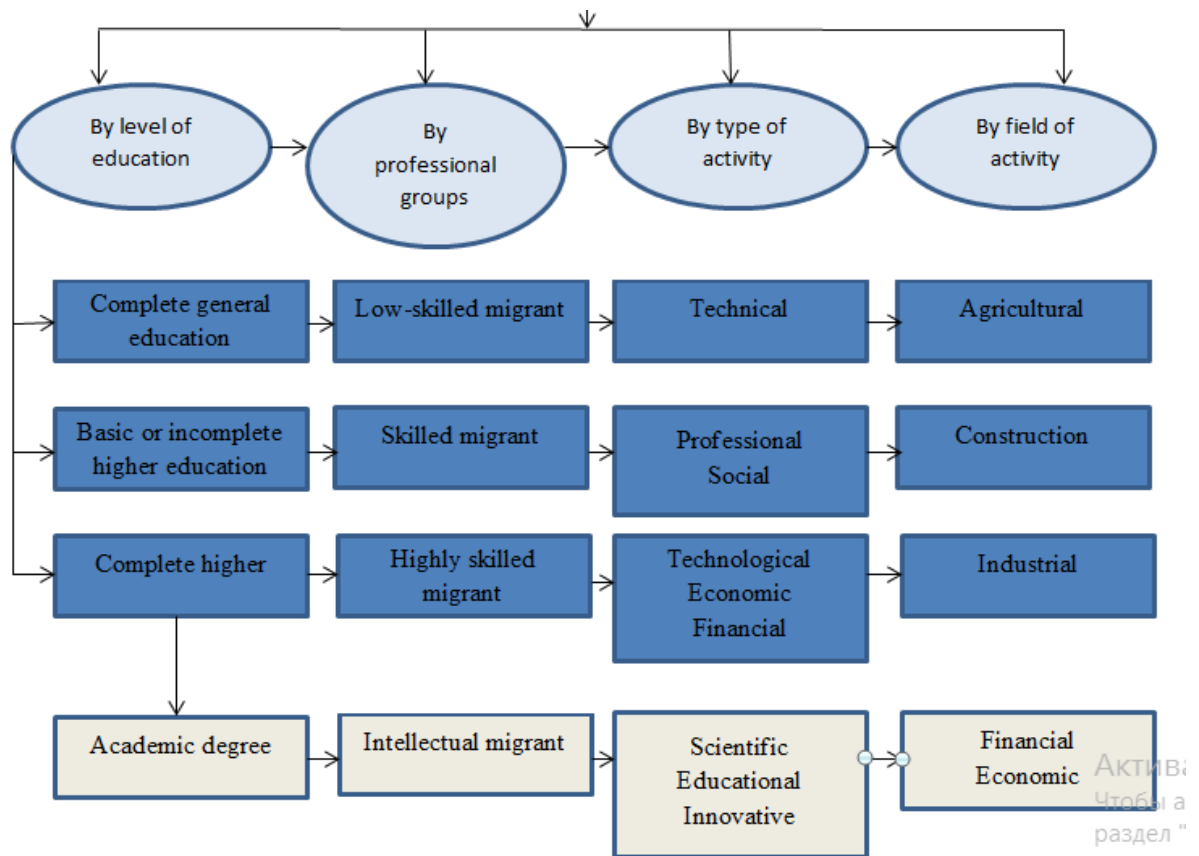 By level of
education
By
professional
groups
By type of
activity
By field of
activity
Complete general
education
Low-skilled migrant
Technical
Agricultural
Basic or incomplete
higher education
Skilled migrant
Professional
Social
Construction
Complete higher
Highly skilled
migrant
Technological
Economic
Financial
Industrial
Academic degree
Intellectual migrant
Scientific
Educational
Innovative
Financial
Economic
Актива
Чтобы а
раздел "